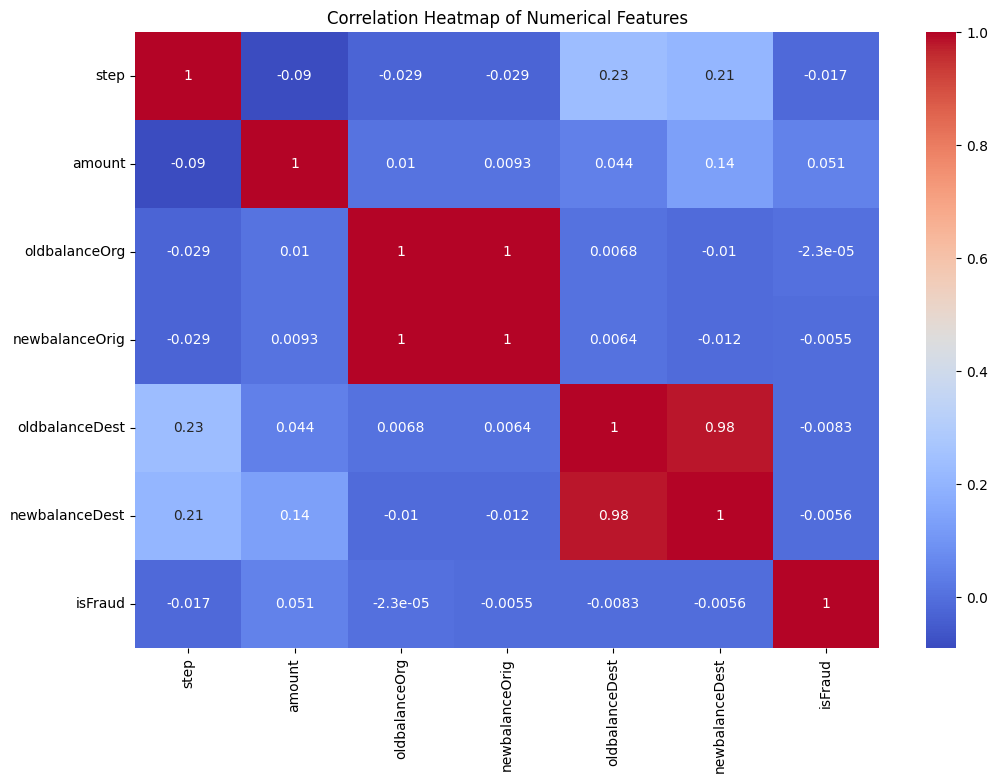 Correlation Heatmap of Numerical Features
step 1 -0.09 -0.029 -0.029 0.23 0.21 -0.017
amount -0.09 1 0.01 0.0093 0.044 0.14 0.051
oldbalanceOrg -0.029 0.01 1 1 0.0068 -0.01 -2.3e-05
newbalanceOrig -0.029 0.0093 1 1 0.0064 -0.012 -0.0055
oldbalanceDest 0.23 0.044 0.0068 0.0064 1 0.98 -0.0083
newbalanceDest 0.21 0.14 -0.01 -0.012 0.98 1 -0.0056
isFraud -0.017 0.051 -2.3e-05 -0.0055 -0.0083 -0.0056 1
step amount oldbalanceOrg newbalanceOrig oldbalanceDest newbalanceDest isFraud
1.0
0.8
0.6
0.4
0.2
0.0